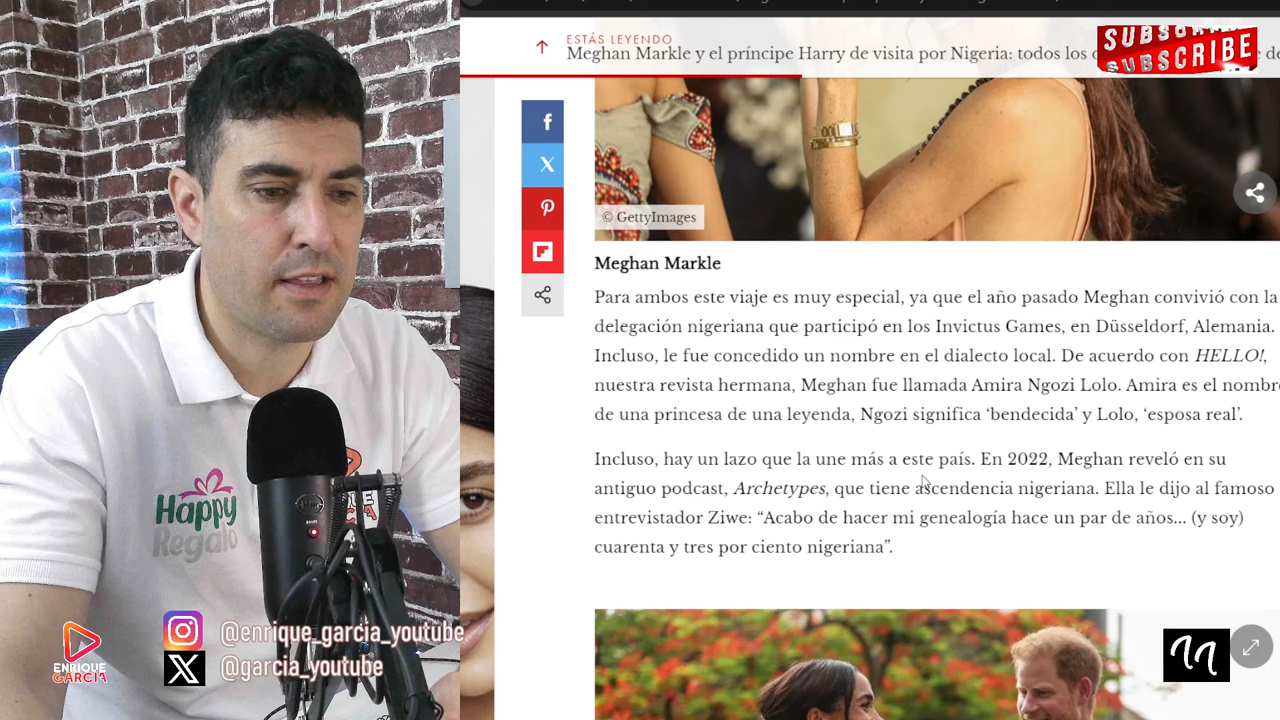 ESTÁS LEYENDO
Meghan Markle y el príncipe Harry de visita por Nigeria: todos los
SUBSCRIBE
SUBSCRIBE
© GettyImages
Meghan Markle
Para ambos este viaje es muy especial, ya que el año pasado Meghan convivió con la
delegación nigeriana que participó en los Invictus Games, en Düsseldorf, Alemania.
Incluso, le fue concedido un nombre en el dialecto local. De acuerdo con HELLO!,
nuestra revista hermana, Meghan fue llamada Amira Ngozi Lolo. Amira es el nombre
de una princesa de una leyenda, Ngozi significa ‘bendecida’ y Lolo, ‘esposa real’.
Incluso, hay un lazo que la une más a este país. En 2022, Meghan reveló en su
antiguo podcast, Archetypes, que tiene ascendencia nigeriana. Ella le dijo al famoso
entrevistador Ziwe: “Acabo de hacer mi genealogía hace un par de años... (y soy)
cuarenta y tres por ciento nigeriana”.
Happy
Regalo
ENRIQUE
GARCIA
@enrique_garcia_youtube
@garcia_youtube